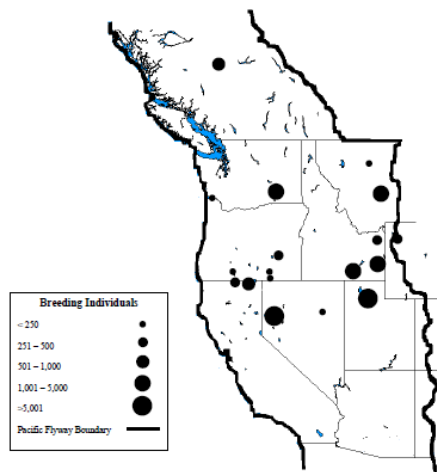 Breeding Individuals
< 250
251 – 500
501 – 1,000
1,001 – 5,000
>5,001
Pacific Flyway Boundary